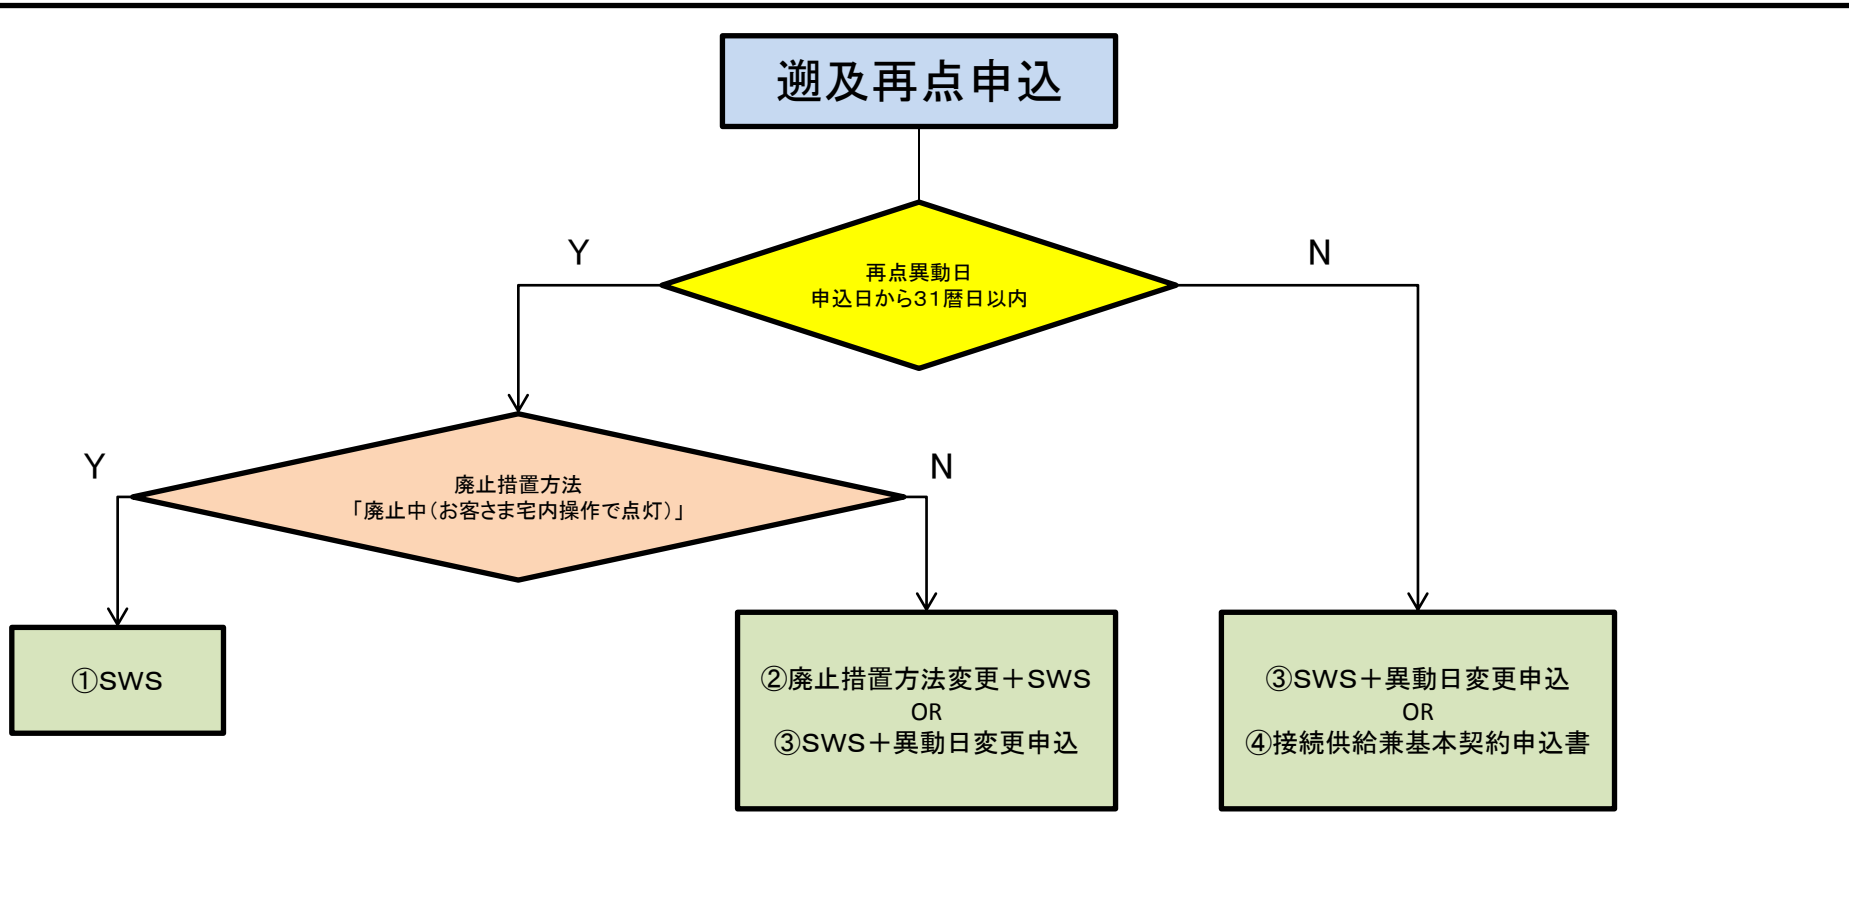 遡及再点申込
Y
N
再点異動日
申込日から31暦日以内
Y
N
廃止措置方法
「廃止中（お客さま宅内操作で点灯）」
①SWS
②廃止措置方法変更＋SWS
OR
③SWS＋異動日変更申込
③SWS＋異動日変更申込
OR
④接続供給兼基本契約申込書